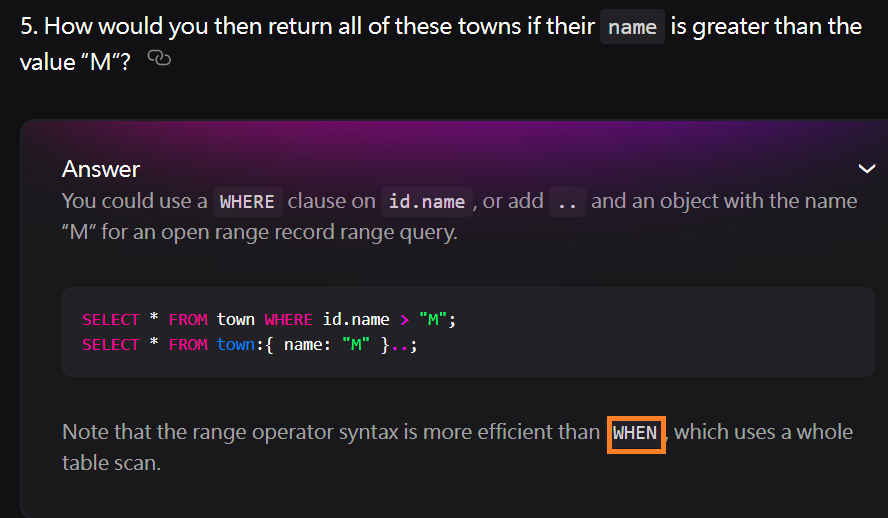 5. How would you then return all of these towns if their name is greater than the
value “M”?
Answer
You could use a WHERE clause on id.name, or add .. and an object with the name
“M” for an open range record range query.
SELECT * FROM town WHERE id.name > "M";
SELECT * FROM town:{ name: "M" }..;
Note that the range operator syntax is more efficient than WHEN, which uses a whole
table scan.